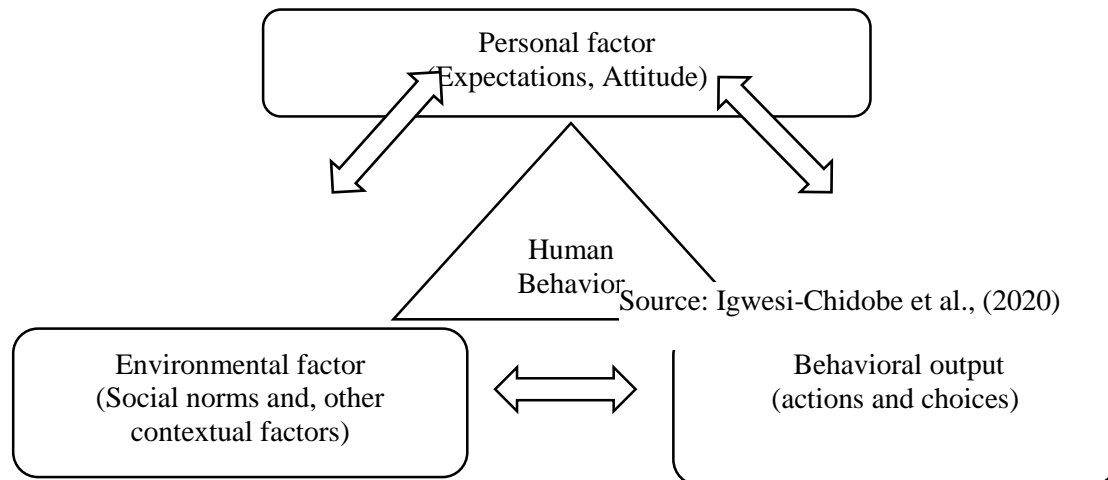 Personal factor
(Expectations, Attitude)
Human
Behavior
Source: Igwesi-Chidobe et al., (2020)
Environmental factor
(Social norms and, other
contextual factors)
Behavioral output
(actions and choices)